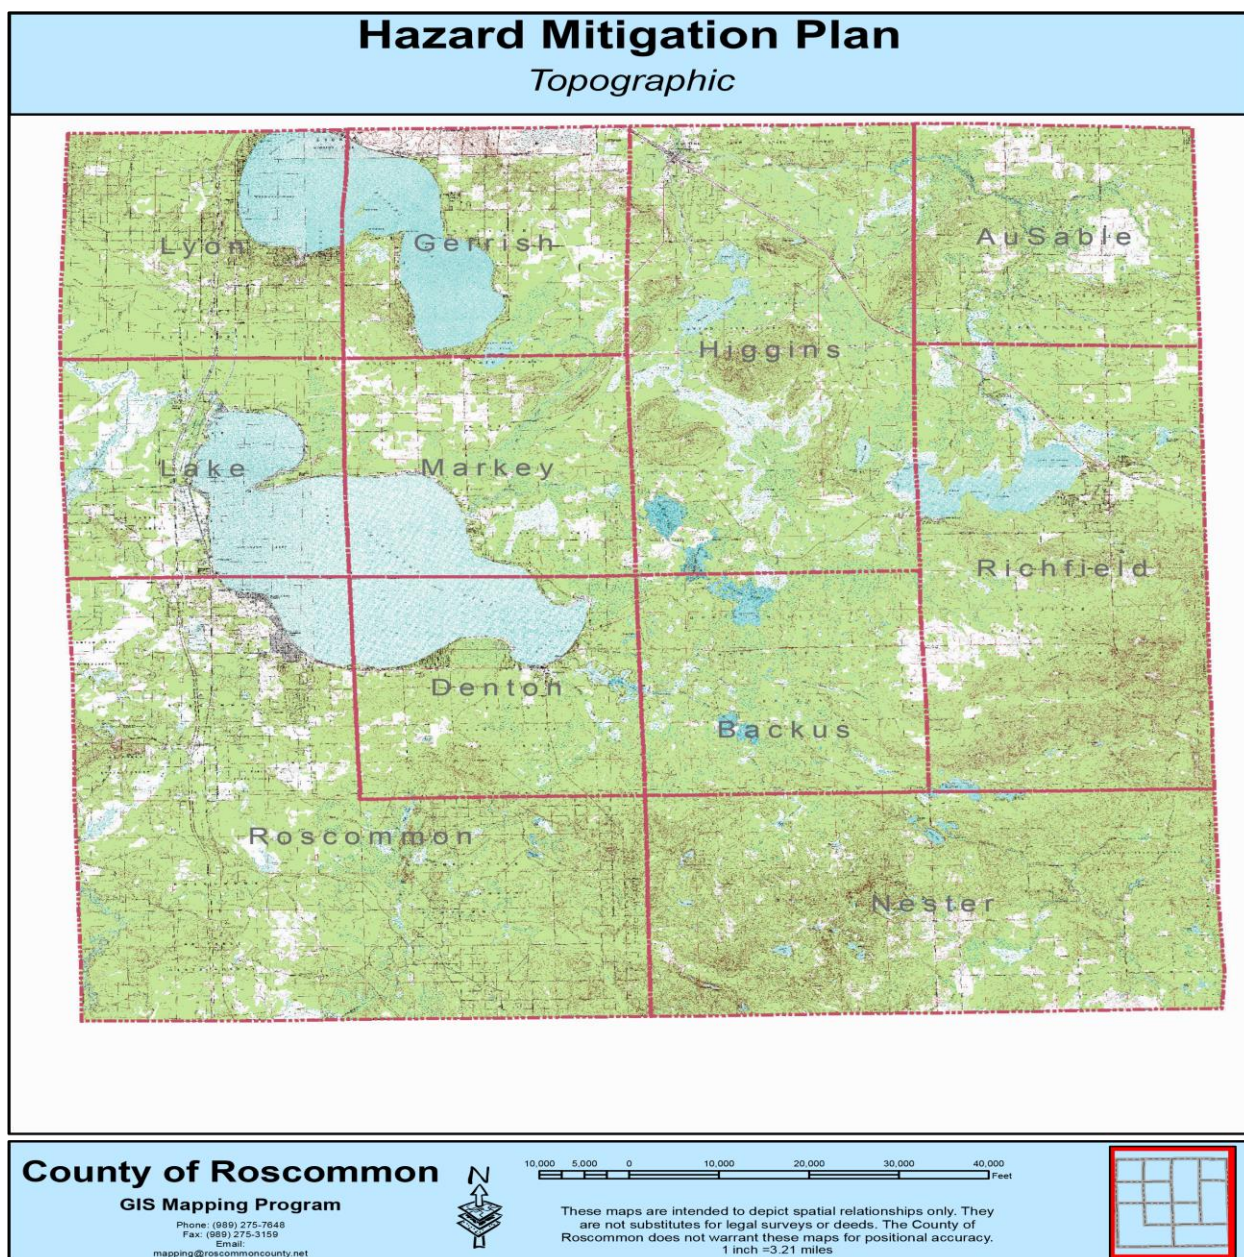 Hazard Mitigation Plan
Topographic
Lyon
Gerrish
AuSable
Higgins
Lake
Markey
Richfield
Denton
Backus
Roscommon
Nester
County of Roscommon
GIS Mapping Program
Phone: (989) 275-7648
Fax: (989) 275-3159
Email:
mapping@roscommoncounty.net
N
10,000 5,000 0 10,000 20,000 30,000 40,000
Feet
These maps are intended to depict spatial relationships only. They
are not substitutes for legal surveys or deeds. The County of
Roscommon does not warrant these maps for positional accuracy.
1 inch =3.21 miles